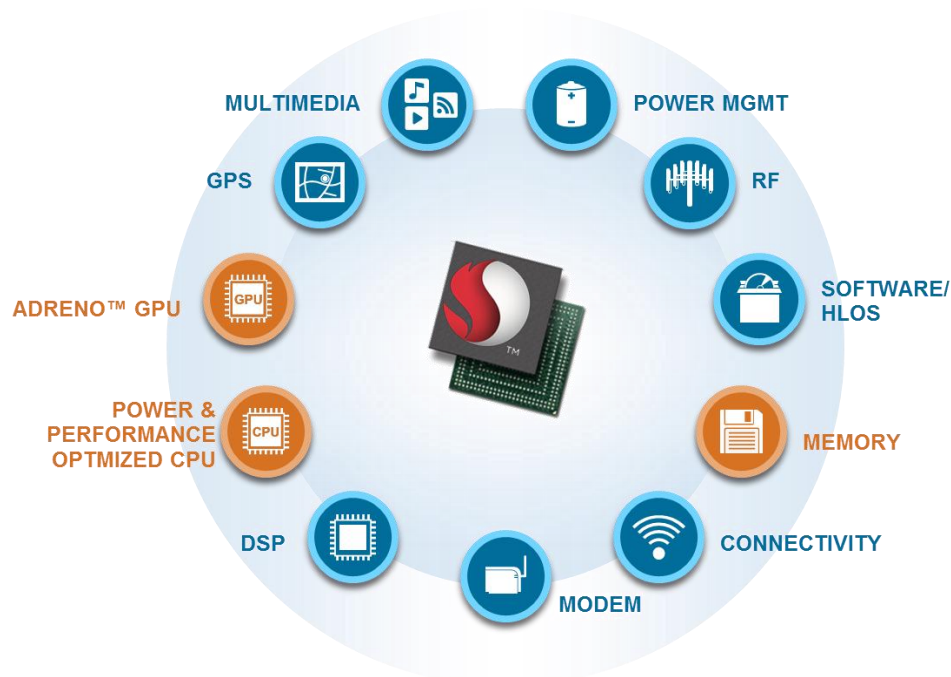 MULTIMEDIA
POWER MGMT
GPS
RF
ADRENO™ GPU
GPU
SOFTWARE/
HLOS
TM
POWER &
PERFORMANCE
OPTMIZED CPU
CPU
MEMORY
DSP
CONNECTIVITY
MODEM